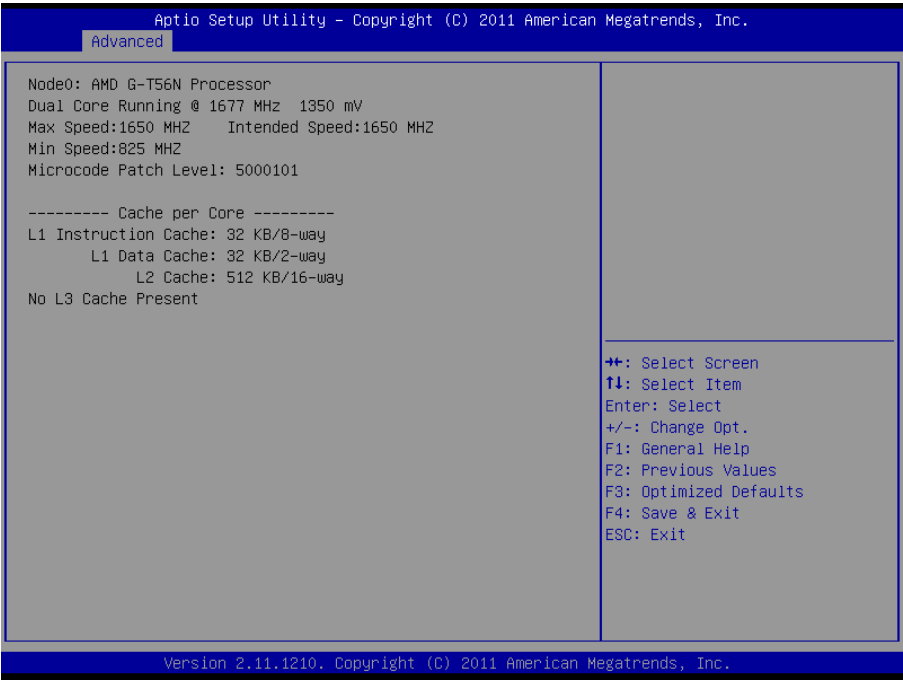 Aptio Setup Utility – Copyright (C) 2011 American Megatrends, Inc.
Advanced
Node0: AMD G-T56N Processor
Dual Core Running @ 1677 MHz  1350 mV
Max Speed:1650 MHZ    Intended Speed:1650 MHZ
Min Speed:825 MHZ
Microcode Patch Level: 5000101
--------- Cache per Core ---------
L1 Instruction Cache: 32 KB/8-way
L1 Data Cache: 32 KB/2-way
L2 Cache: 512 KB/16-way
No L3 Cache Present
→←: Select Screen
↑↓: Select Item
Enter: Select
+/-: Change Opt.
F1: General Help
F2: Previous Values
F3: Optimized Defaults
F4: Save & Exit
ESC: Exit
Version 2.11.1210. Copyright (C) 2011 American Megatrends, Inc.